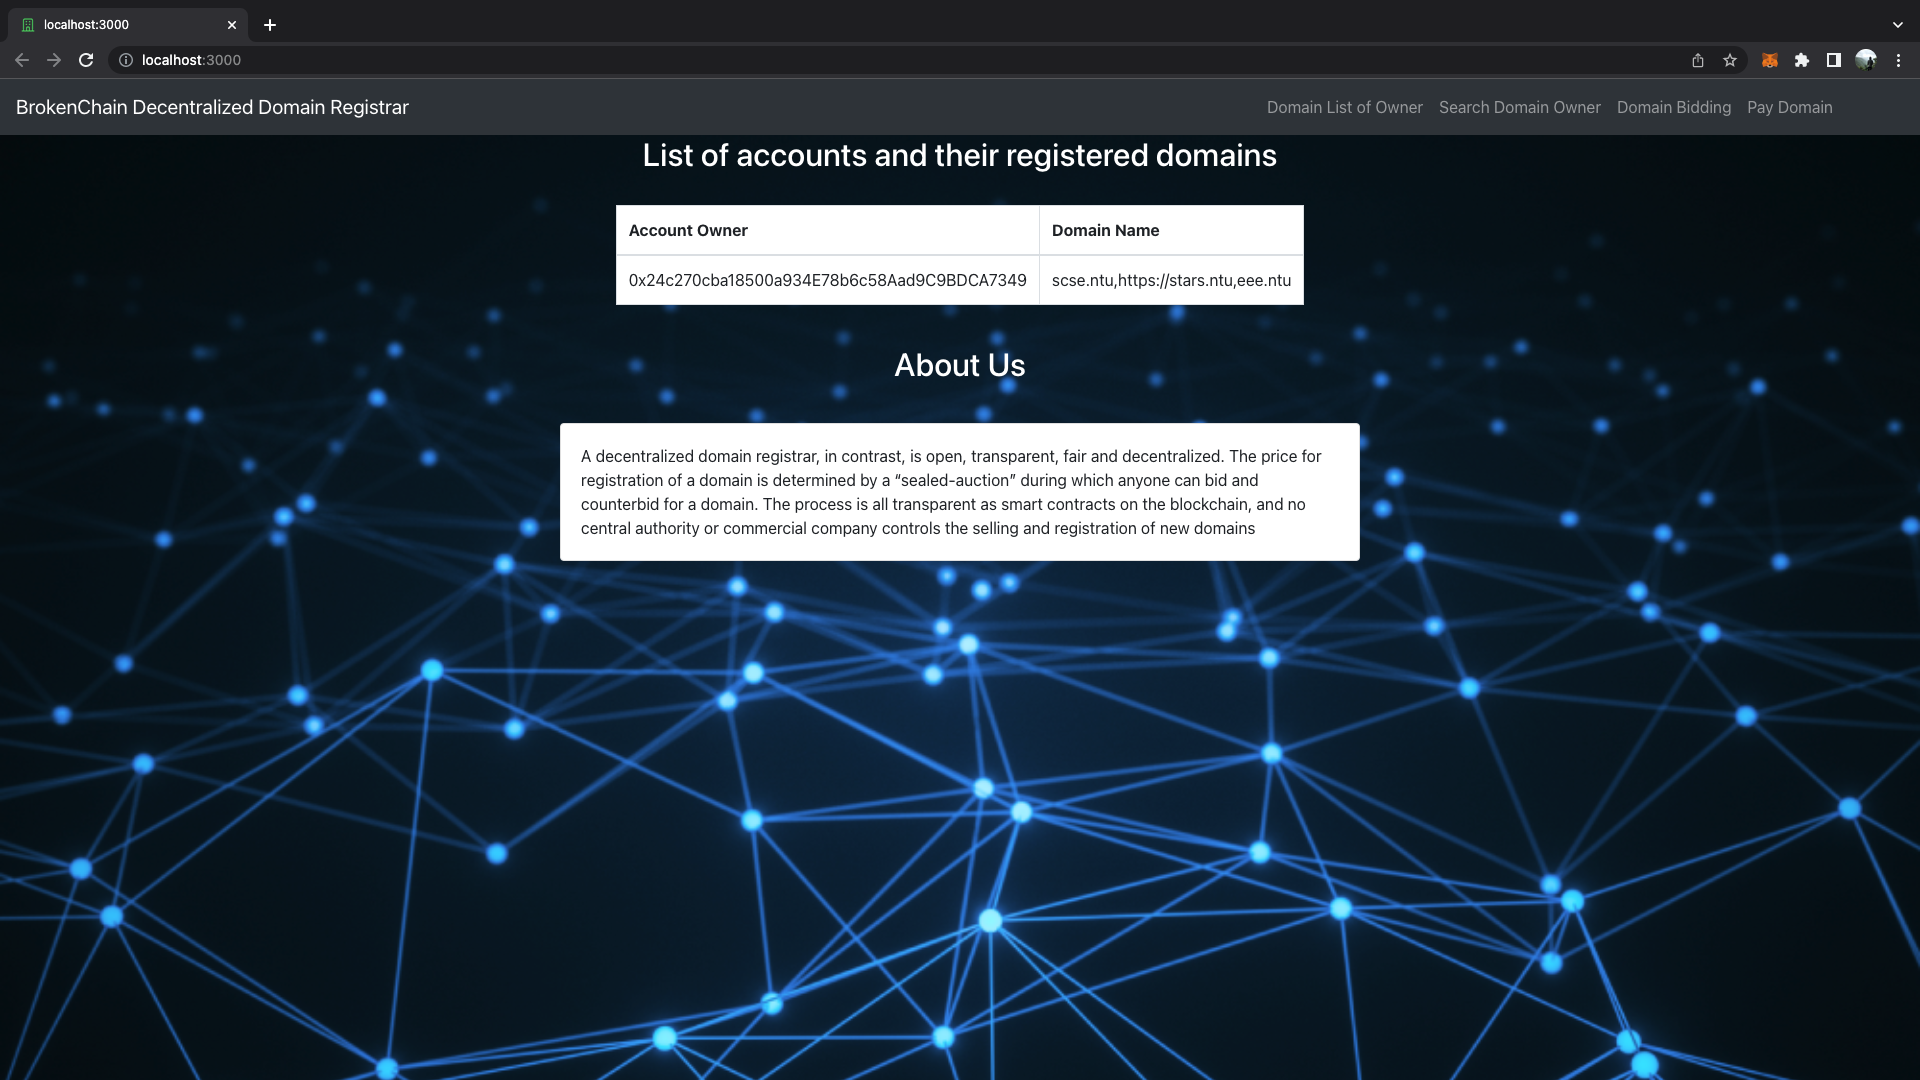 localhost:3000
localhost:3000
BrokenChain Decentralized Domain Registrar
Domain List of Owner
Search Domain Owner
Domain Bidding
Pay Domain
List of accounts and their registered domains
Account Owner
Domain Name
0x24c270cba18500a934E78b6c58Aad9C9BDCA7349
scse.ntu,https://stars.ntu,eee.ntu
About Us
A decentralized domain registrar, in contrast, is open, transparent, fair and decentralized. The price for
registration of a domain is determined by a “sealed-auction” during which anyone can bid and
counterbid for a domain. The process is all transparent as smart contracts on the blockchain, and no
central authority or commercial company controls the selling and registration of new domains